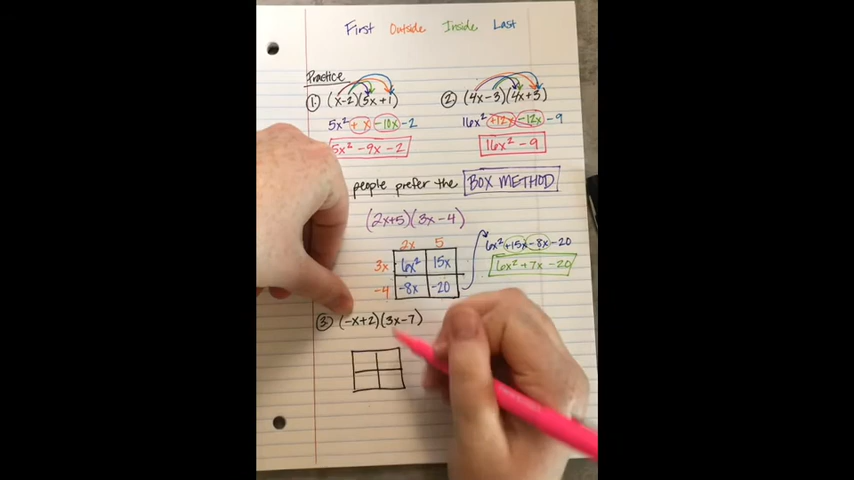 First Outside Inside Last
Practice
① (x-2)(5x+1)
② (4x-3)(4x+3)
5x² + x -10x -2
16x² +12x -12x -9
5x² -9x -2
16x² -9
people prefer the BOX METHOD
(2x+5)(3x-4)
2x 5
3x 6x² 15x
-4 -8x -20
6x² +15x -8x -20
6x² +7x -20
③ (-x+2)(3x-7)